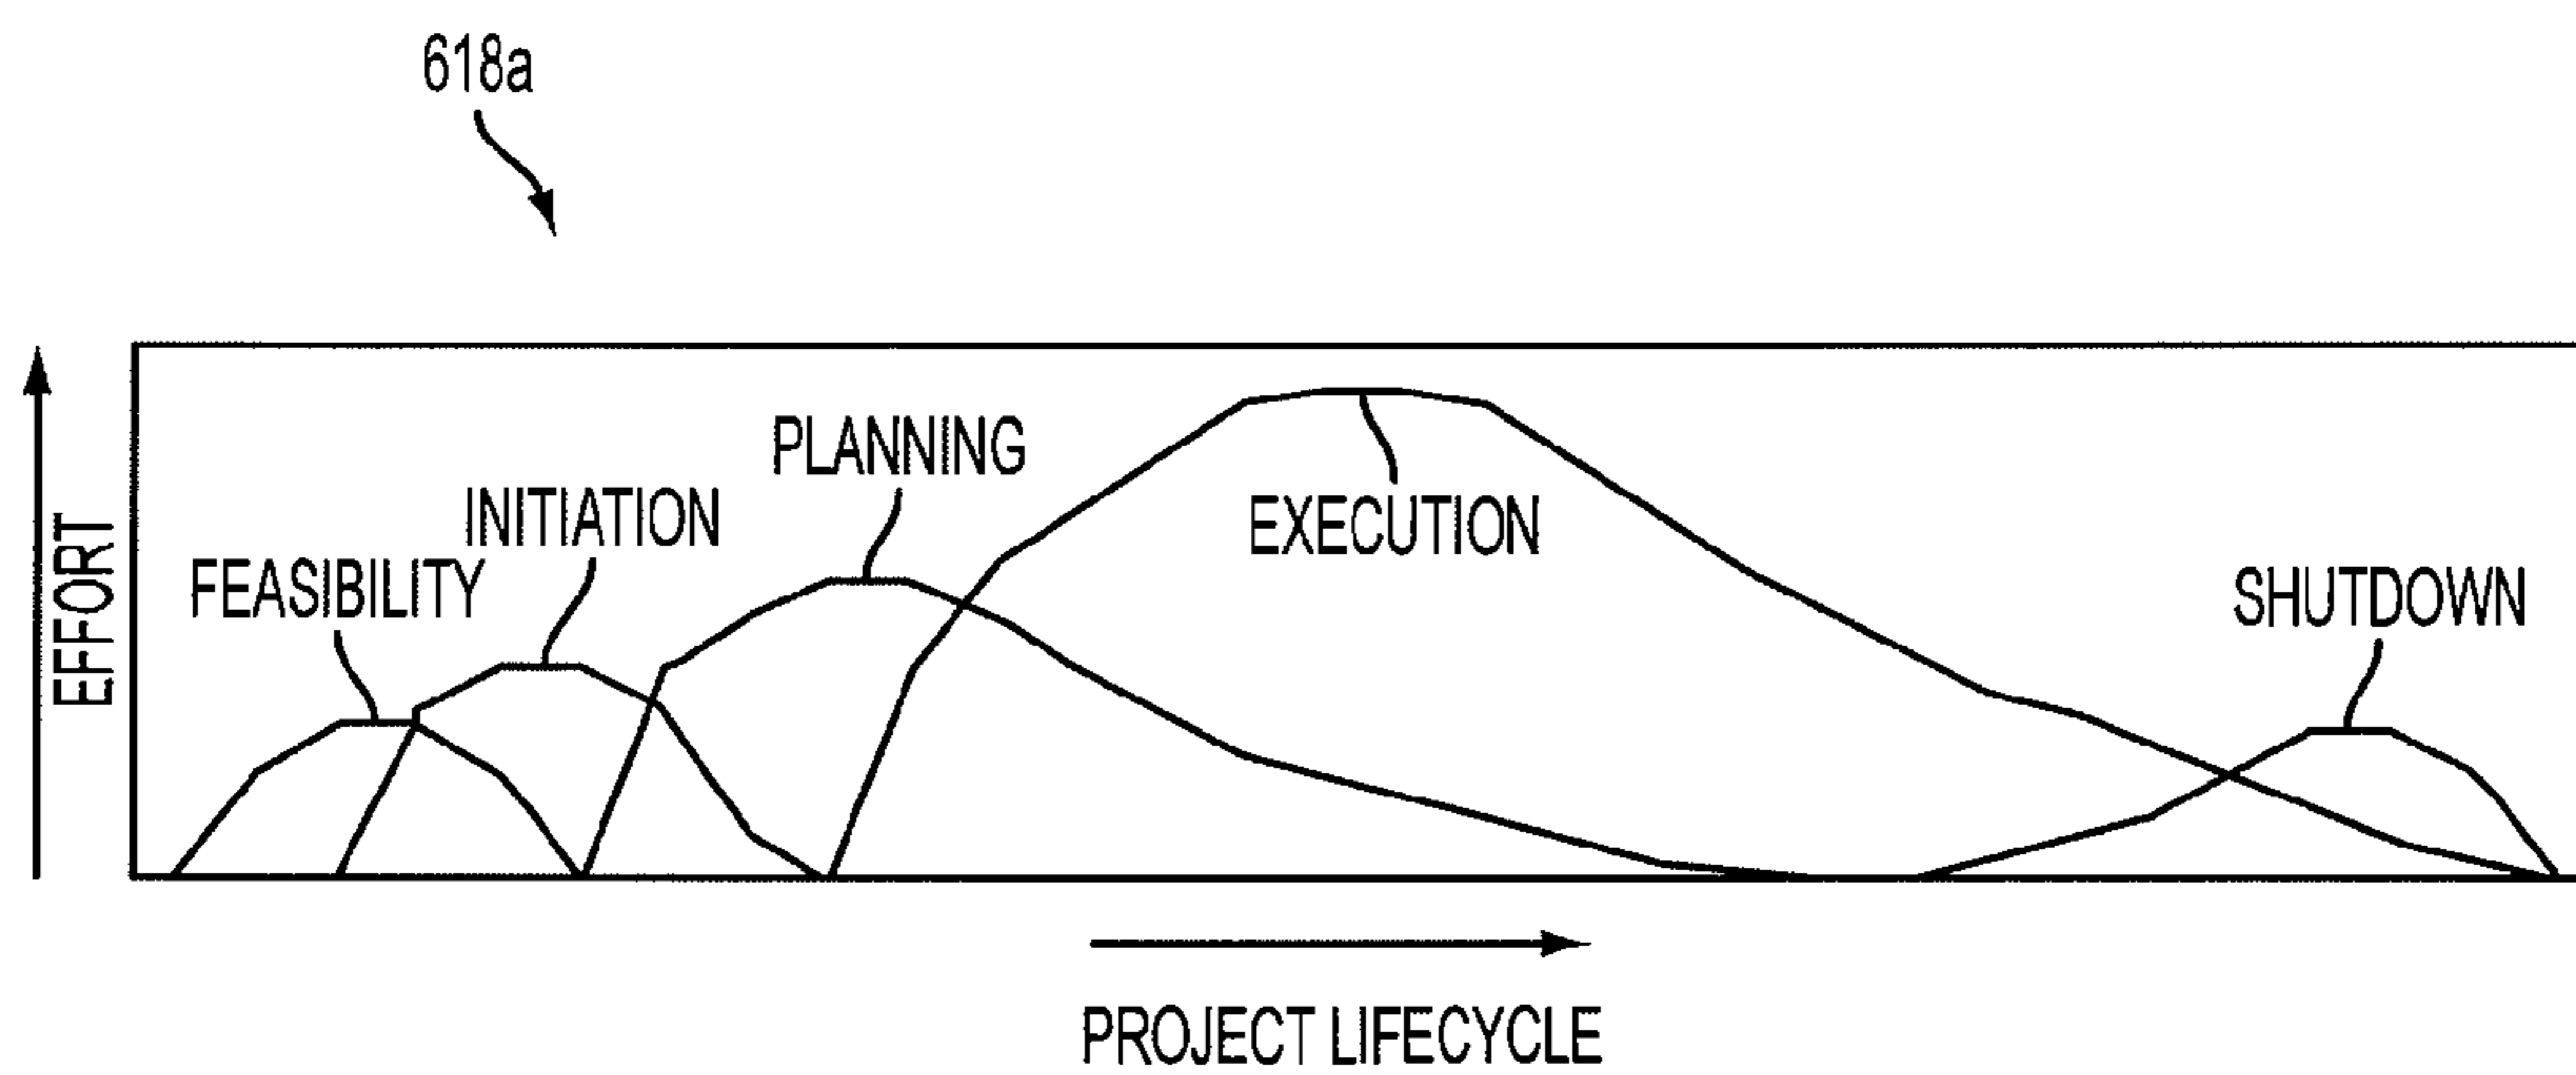 618a
PLANNING
INITIATION
EXECUTION
FEASIBILITY
SHUTDOWN
EFFORT
PROJECT LIFECYCLE